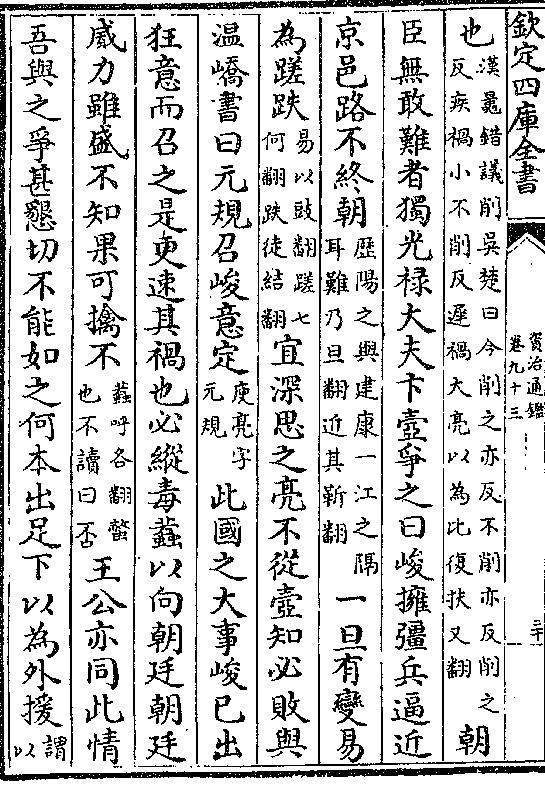 欽定四庫全書
資治通鑑
卷九十三
也
漢鼂錯議削吳楚曰今削之亦反不削亦反削之
反疾禍小不削反遲禍大亮以為比復扶又翻
朝
臣無敢難者獨光禄大夫卞壼爭之曰峻擁彊兵逼近
京邑路不終朝
歴陽之與建康一江之隔
耳難乃旦翻近其靳翻
一旦有變易
為蹉跌
易以豉翻蹉七
何翻跌徒結翻
宜深思之亮不從壼知必敗與
温嶠書曰元規召峻意定
庾亮字
元規
此國之大事峻已出
狂意而召之是更速其禍也必縱毒蠚以向朝廷朝廷
威力雖盛不知果可擒不
蠚呼各翻螫
也不讀曰否
王公亦同此情
吾與之爭甚懇切不能如之何本出足下以為外援
謂
以